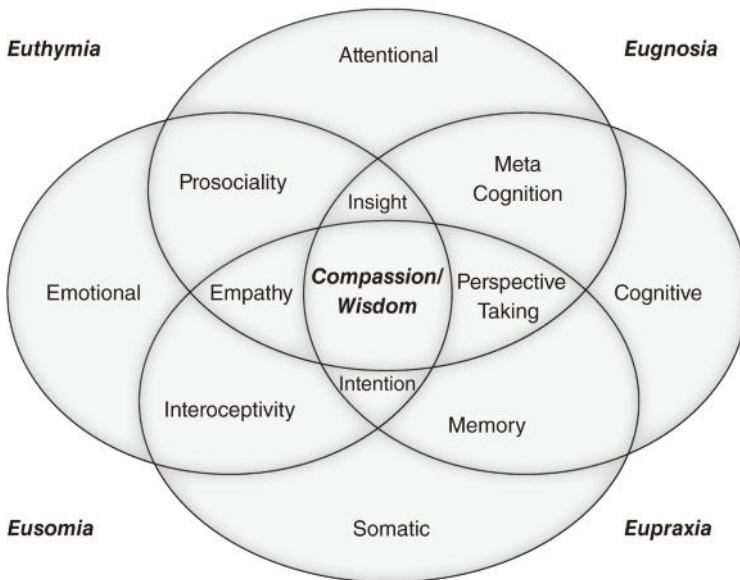 Euthymia
Attentional
Eugnosia
Prosociality
Meta
Cognition
Insight
Emotional
Empathy
Compassion/
Wisdom
Perspective
Taking
Cognitive
Intention
Interoceptivity
Memory
Eusomia
Somatic
Eupraxia